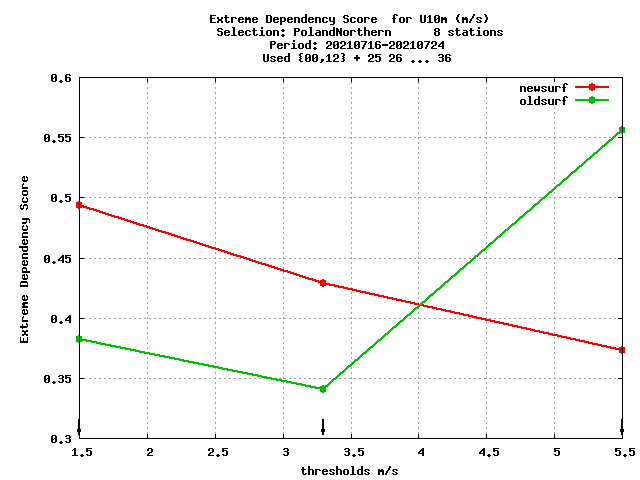 Extreme Dependency Score  for U10m (m/s)
Selection: PolandNorthern      8 stations
Period: 20210716-20210724
Used {00,12} + 25 26 ... 36
newsurf
oldsurf
0.6
0.55
0.5
0.45
0.4
0.35
0.3
Extreme Dependency Score
1.5 2 2.5 3 3.5 4 4.5 5 5.5
thresholds m/s